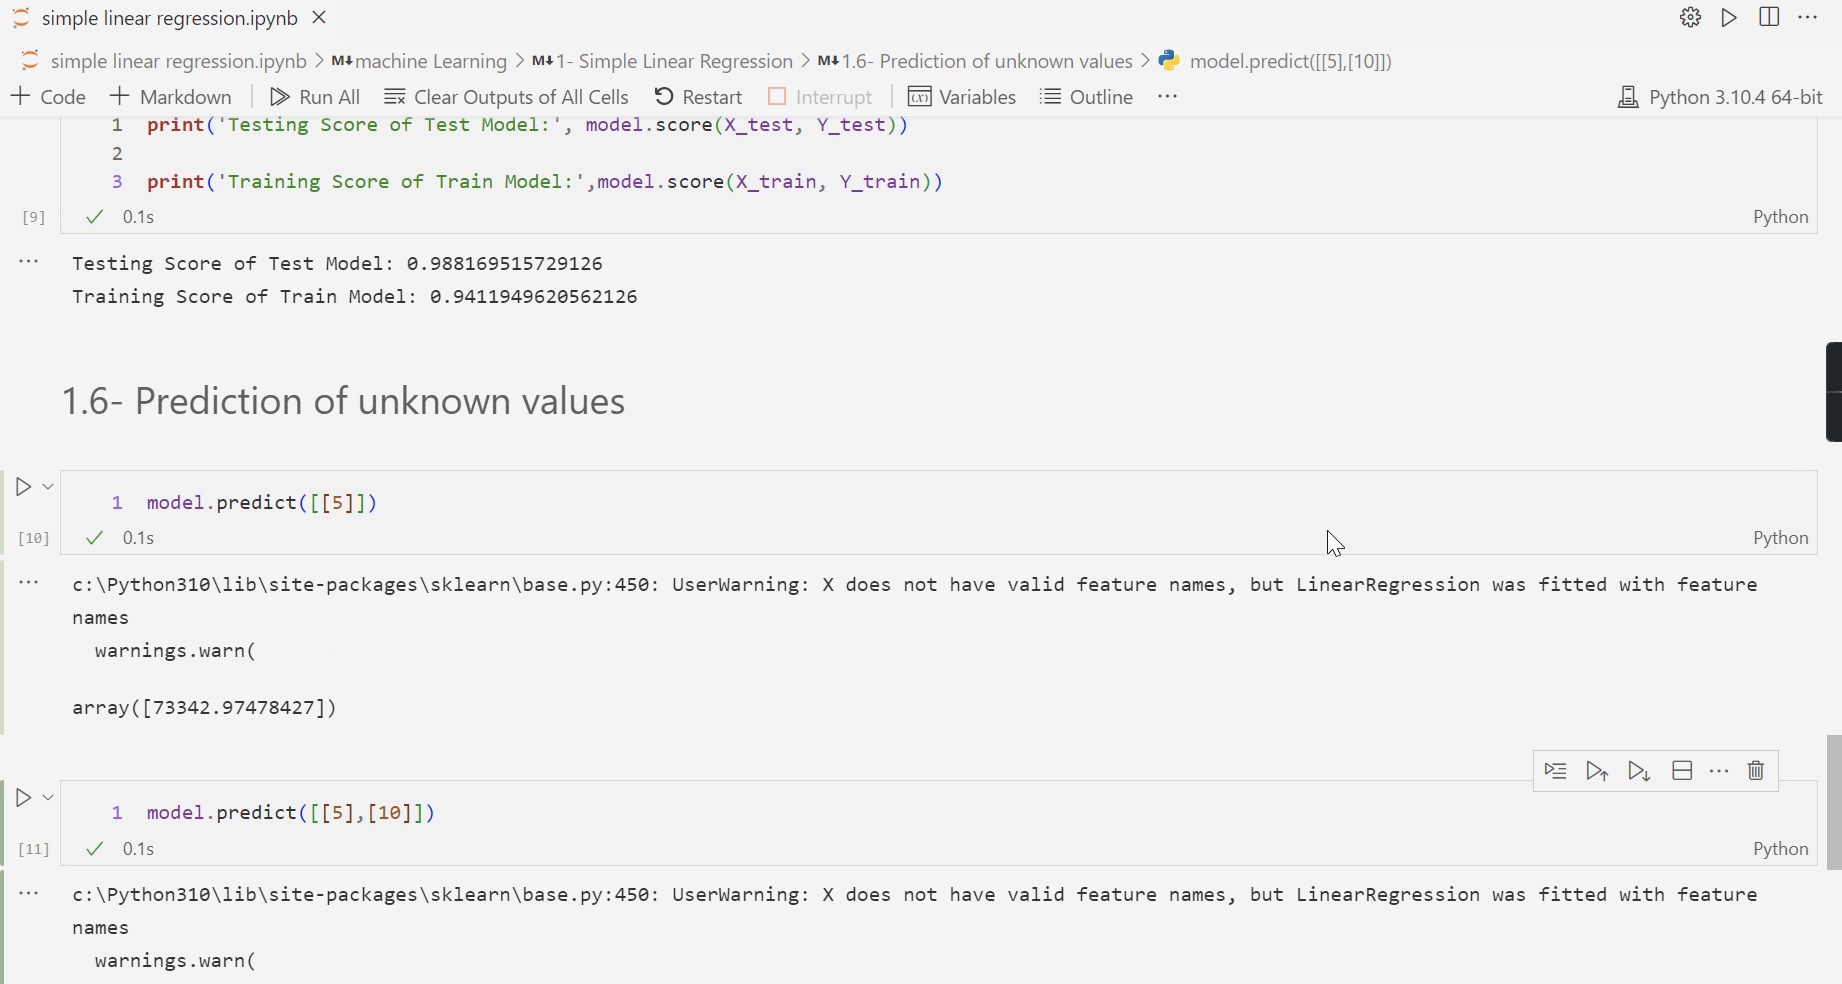 simple linear regression.ipynb
simple linear regression.ipynb > M↓ machine Learning > M↓ 1- Simple Linear Regression > M↓ 1.6- Prediction of unknown values > model.predict([[5],[10]])
+ Code + Markdown Run All Clear Outputs of All Cells Restart Interrupt Variables Outline ··· Python 3.10.4 64-bit
1 print('Testing Score of Test Model:', model.score(X_test, Y_test))
2
3 print('Training Score of Train Model:',model.score(X_train, Y_train))
[9] ✓ 0.1s Python
Testing Score of Test Model: 0.988169515729126
Training Score of Train Model: 0.9411949620562126
1.6- Prediction of unknown values
1 model.predict([[5]])
[10] ✓ 0.1s Python
c:\Python310\lib\site-packages\sklearn\base.py:450: UserWarning: X does not have valid feature names, but LinearRegression was fitted with feature
names
warnings.warn(
array([73342.97478427])
1 model.predict([[5],[10]])
[11] ✓ 0.1s Python
c:\Python310\lib\site-packages\sklearn\base.py:450: UserWarning: X does not have valid feature names, but LinearRegression was fitted with feature
names
warnings.warn(